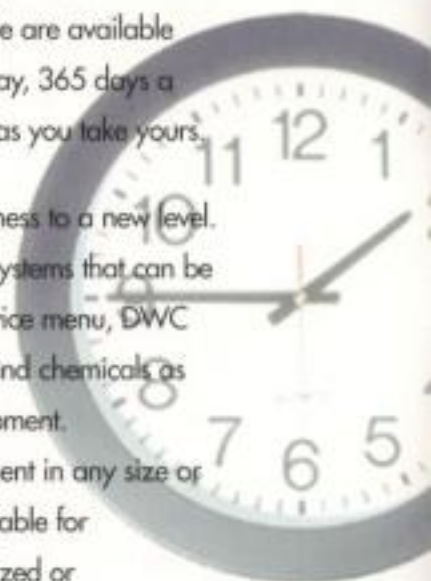 e are available
ay, 365 days a
as you take yours.
ness to a new level.
ystems that can be
ice menu, DWC
nd chemicals as
oment.
ent in any size or
able for
zed or
12
11
1
10
9
8
7
6
5